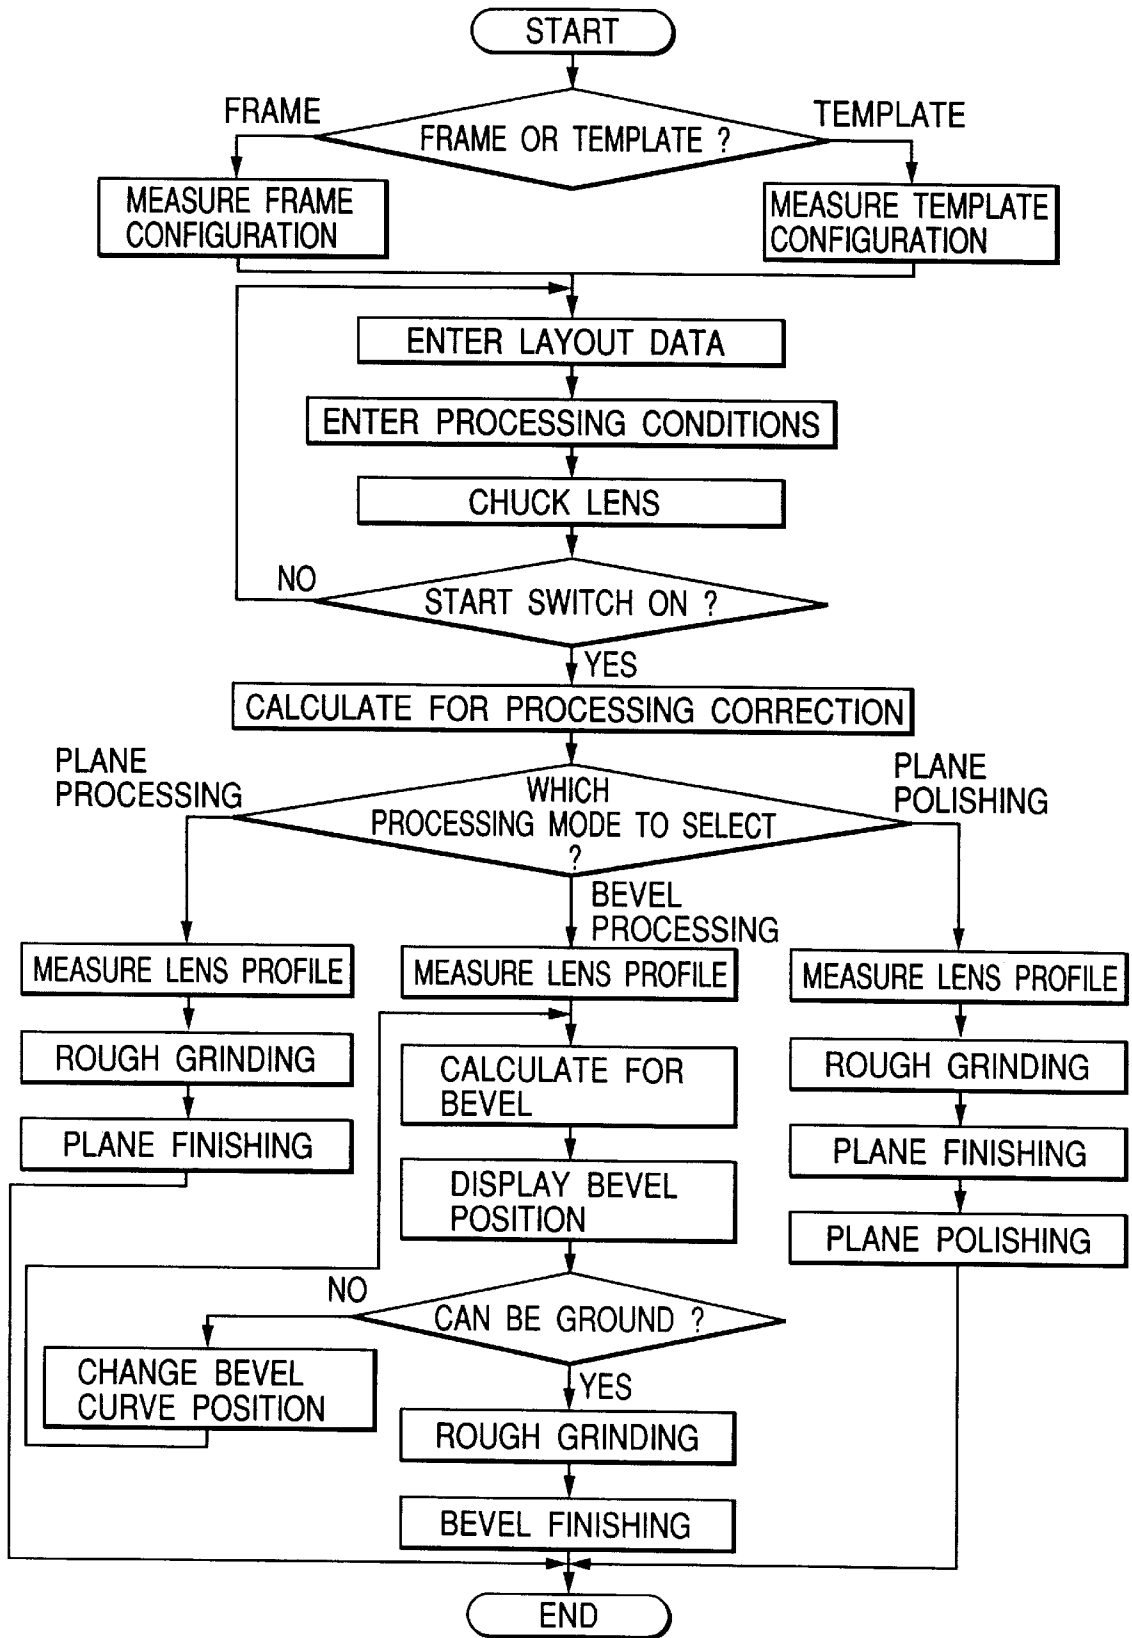 START
FRAME
FRAME OR TEMPLATE ?
TEMPLATE
MEASURE FRAME
CONFIGURATION
MEASURE TEMPLATE
CONFIGURATION
ENTER LAYOUT DATA
ENTER PROCESSING CONDITIONS
CHUCK LENS
NO
START SWITCH ON ?
YES
CALCULATE FOR PROCESSING CORRECTION
PLANE
PROCESSING
WHICH
PROCESSING MODE TO SELECT
?
PLANE
POLISHING
BEVEL
PROCESSING
MEASURE LENS PROFILE
ROUGH GRINDING
PLANE FINISHING
MEASURE LENS PROFILE
CALCULATE FOR
BEVEL
DISPLAY BEVEL
POSITION
NO
CAN BE GROUND ?
CHANGE BEVEL
CURVE POSITION
YES
ROUGH GRINDING
BEVEL FINISHING
MEASURE LENS PROFILE
ROUGH GRINDING
PLANE FINISHING
PLANE POLISHING
END